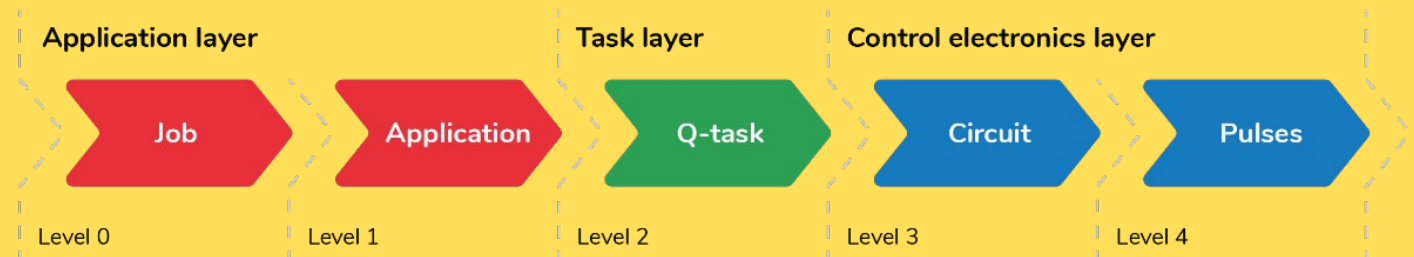 Application layer
Task layer
Control electronics layer
Job
Application
Q-task
Circuit
Pulses
Level 0
Level 1
Level 2
Level 3
Level 4